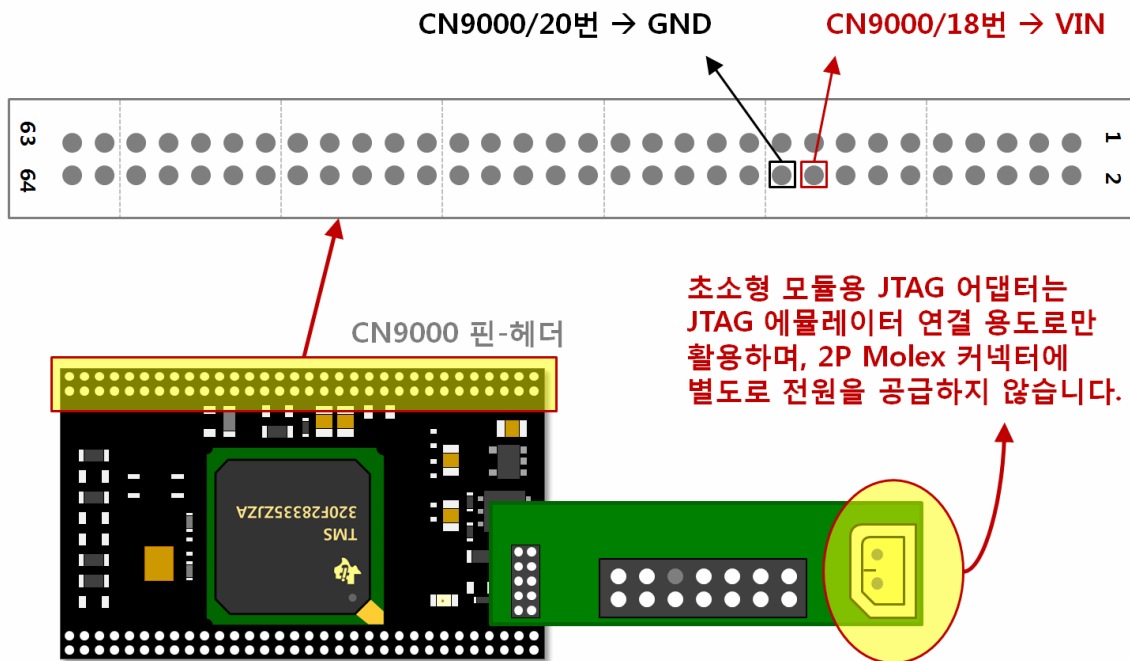 CN9000/20번 → GND
CN9000/18번 → VIN
63
1
64
2
초소형 모듈용 JTAG 어댑터는
JTAG 에뮬레이터 연결 용도로만
활용하며, 2P Molex 커넥터에
별도로 전원을 공급하지 않습니다.
CN9000 핀-헤더
320F28335ZJZA
TMS